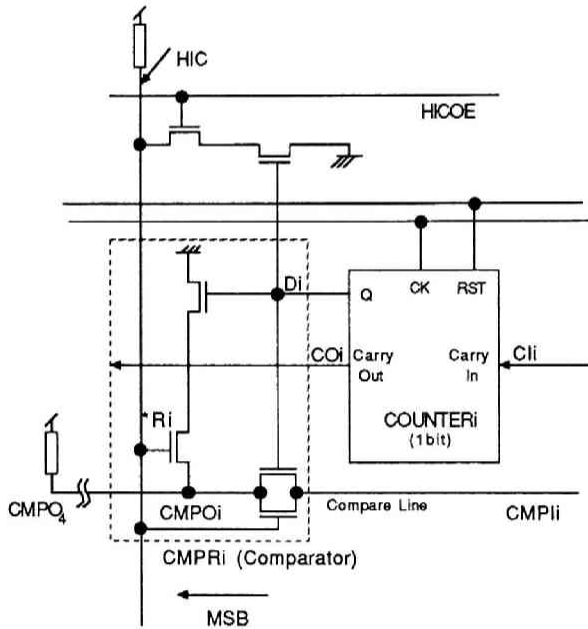 HIC
HICOE
Di
Q
CK
RST
COi
Carry Out
Carry In
CIi
COUNTERi
(1bit)
*Ri
CMPO4
CMPOi
Compare Line
CMPIi
CMPRi (Comparator)
MSB